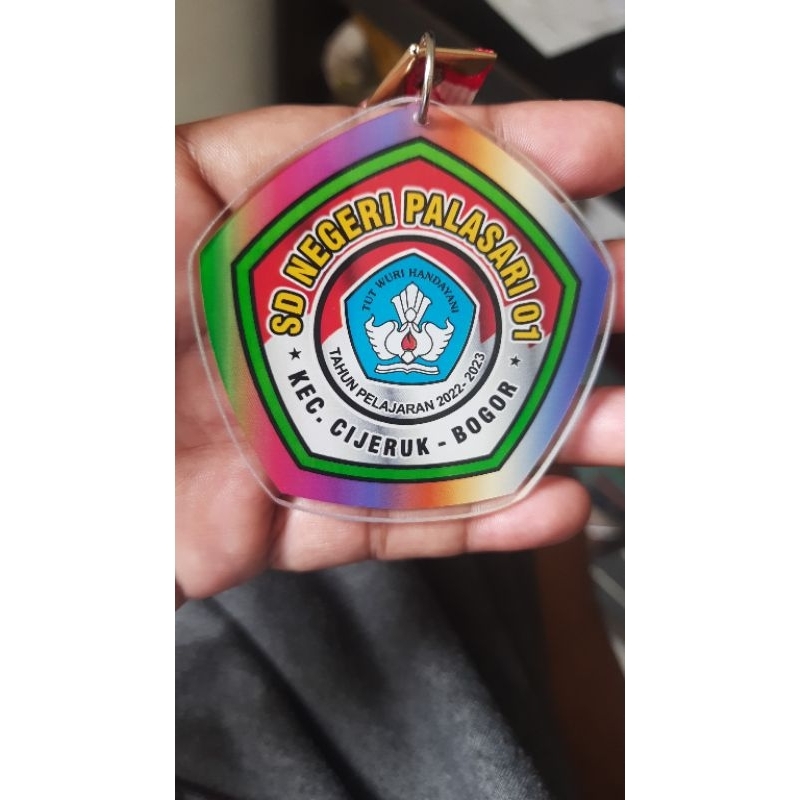 SD NEGERI PALASARI 01
TUT WURI HANDAYANI
TAHUN PELAJARAN 2022-2023
KEC. CIJERUK - BOGOR